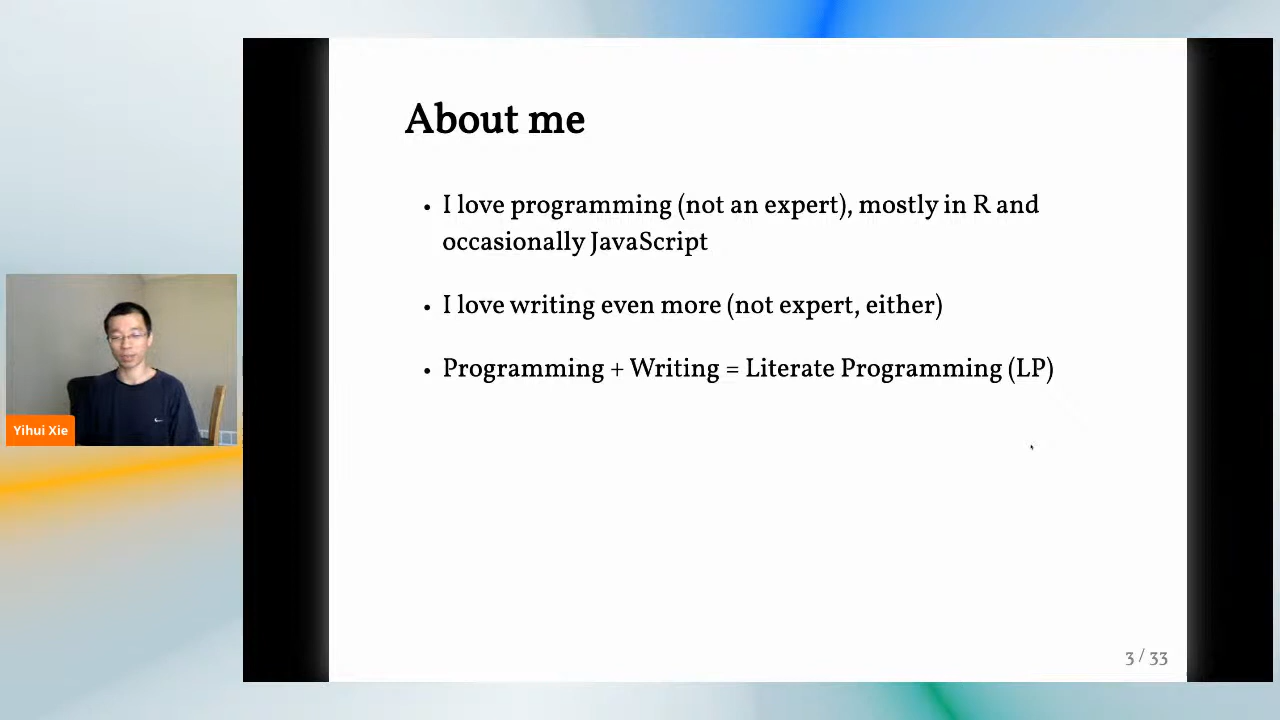 About me
• I love programming (not an expert), mostly in R and
occasionally JavaScript
• I love writing even more (not expert, either)
• Programming + Writing = Literate Programming (LP)
Yihui Xie
3 / 33